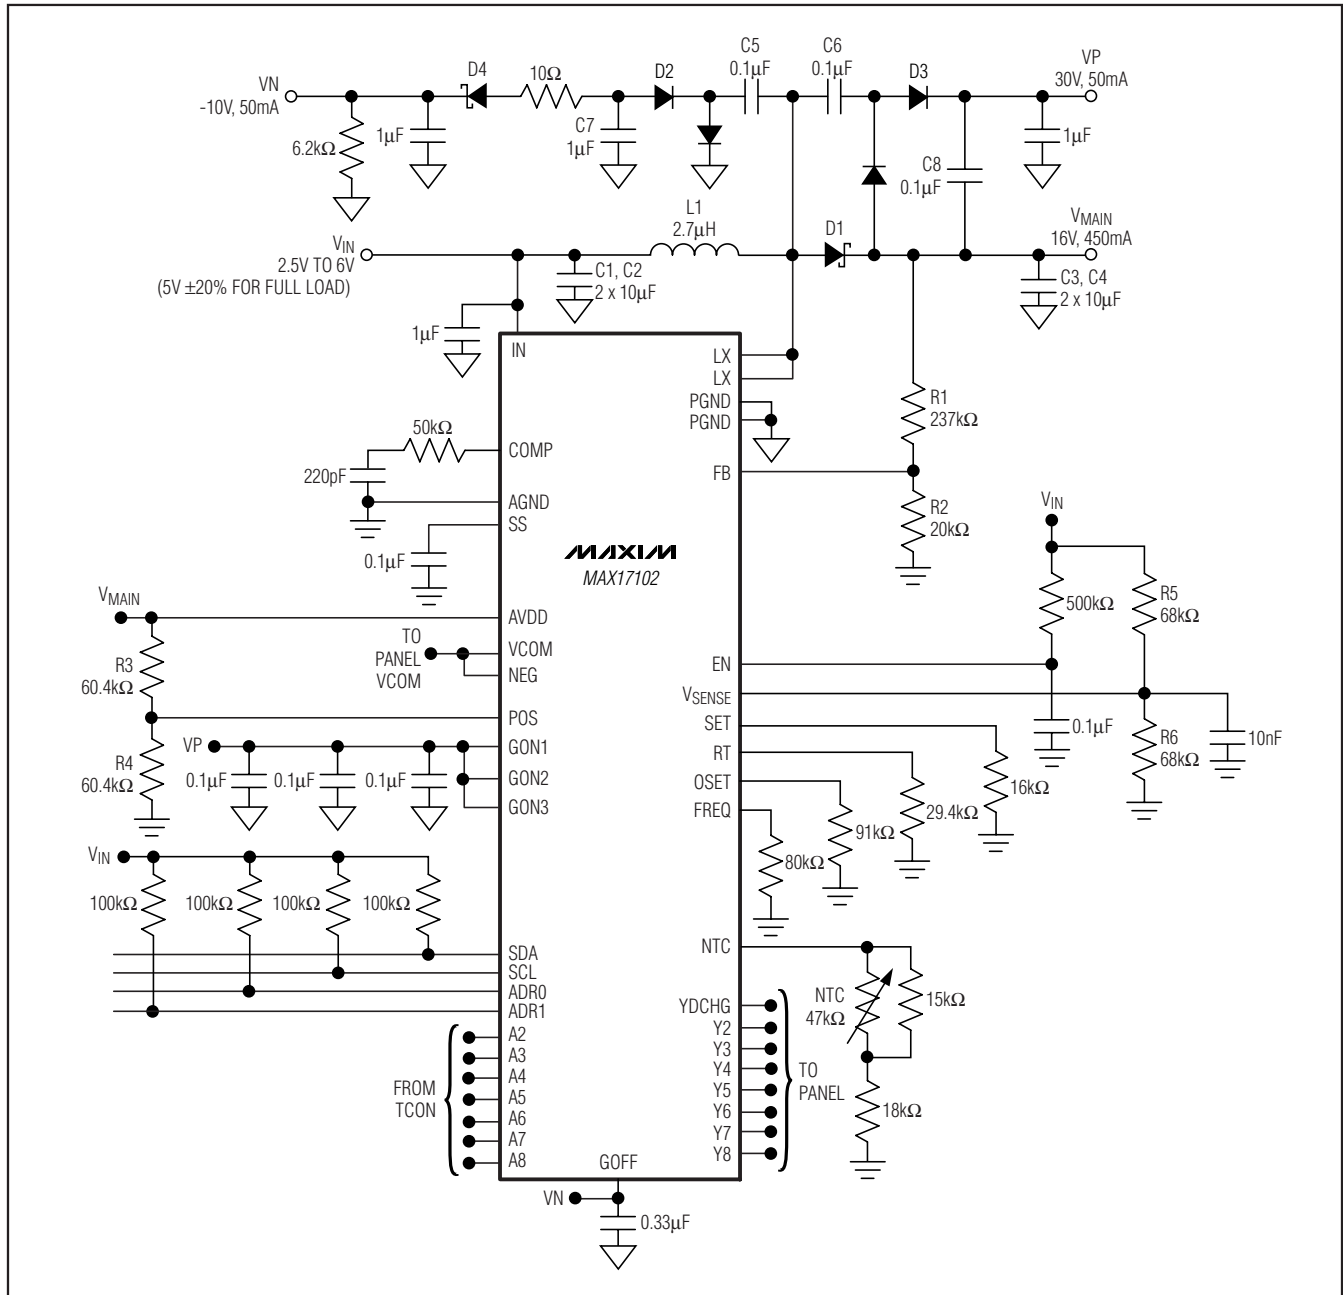 VN
–10V, 50mA
D4
10Ω
D2
C5
0.1µF
C6
0.1µF
D3
VP
30V, 50mA
6.2kΩ
1µF
C7
1µF
C8
0.1µF
1µF
VIN
2.5V TO 6V
(5V ±20% FOR FULL LOAD)
L1
2.7µH
D1
VMAIN
16V, 450mA
C1, C2
2 x 10µF
C3, C4
2 x 10µF
1µF
IN
LX
LX
PGND
PGND
R1
237kΩ
50kΩ
COMP
FB
220pF
AGND
SS
R2
20kΩ
VIN
0.1µF
MAXIM
MAX17102
500kΩ
R5
68kΩ
VMAIN
AVDD
TO
PANEL
VCOM
VCOM
NEG
EN
VSENSE
R3
60.4kΩ
POS
SET
0.1µF
R6
68kΩ
10nF
VP
GON1
RT
R4
60.4kΩ
0.1µF
0.1µF
0.1µF
GON2
OSET
16kΩ
GON3
FREQ
29.4kΩ
91kΩ
80kΩ
VIN
100kΩ
100kΩ
100kΩ
100kΩ
SDA
SCL
ADR0
ADR1
NTC
NTC
47kΩ
15kΩ
18kΩ
FROM
TCON
A2
A3
A4
A5
A6
A7
A8
YDCHG
Y2
Y3
Y4
Y5
Y6
Y7
Y8
TO
PANEL
GOFF
VN
0.33µF